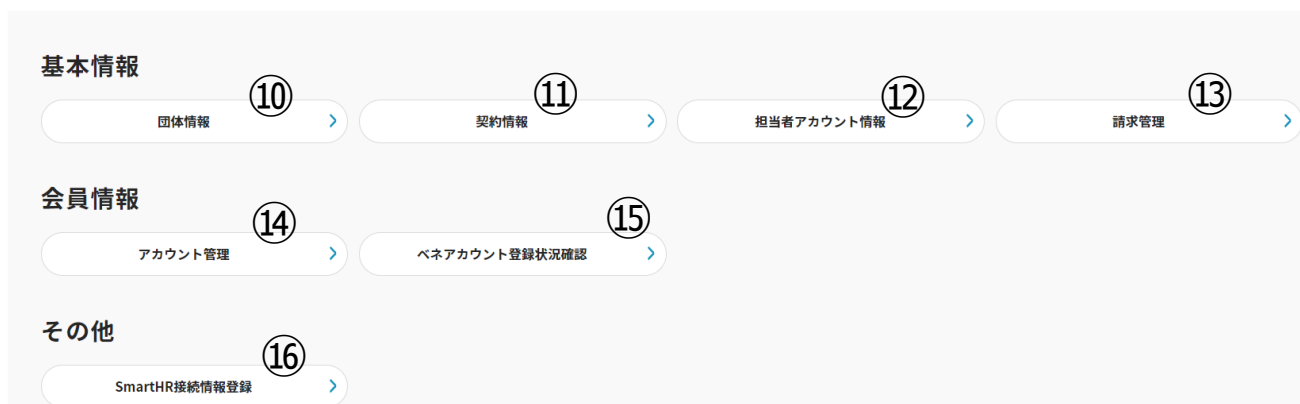 基本情報
⑩ ⑪ ⑫ ⑬
団体情報 契約情報 担当者アカウント情報 請求管理
会員情報
⑭ ⑮
アカウント管理 ベネアカウント登録状況確認
その他
⑯
SmartHR接続情報登録